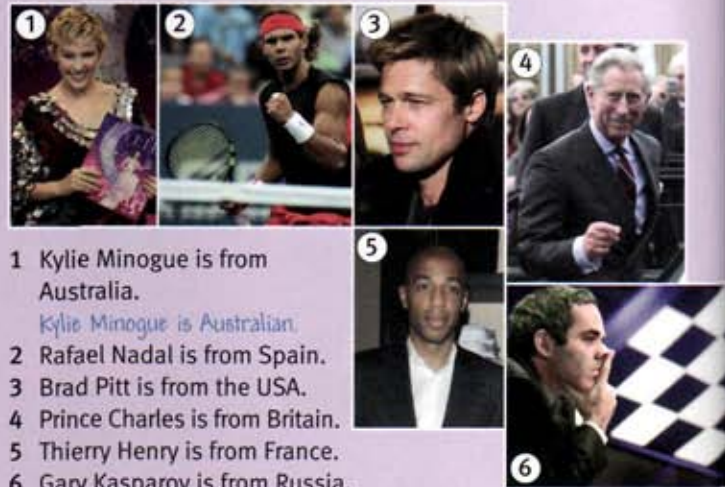 1
2
3
4
5
6
1 Kylie Minogue is from
Australia.
Kylie Minogue is Australian.
2 Rafael Nadal is from Spain.
3 Brad Pitt is from the USA.
4 Prince Charles is from Britain.
5 Thierry Henry is from France.
6 Gary Kasparov is from Russia